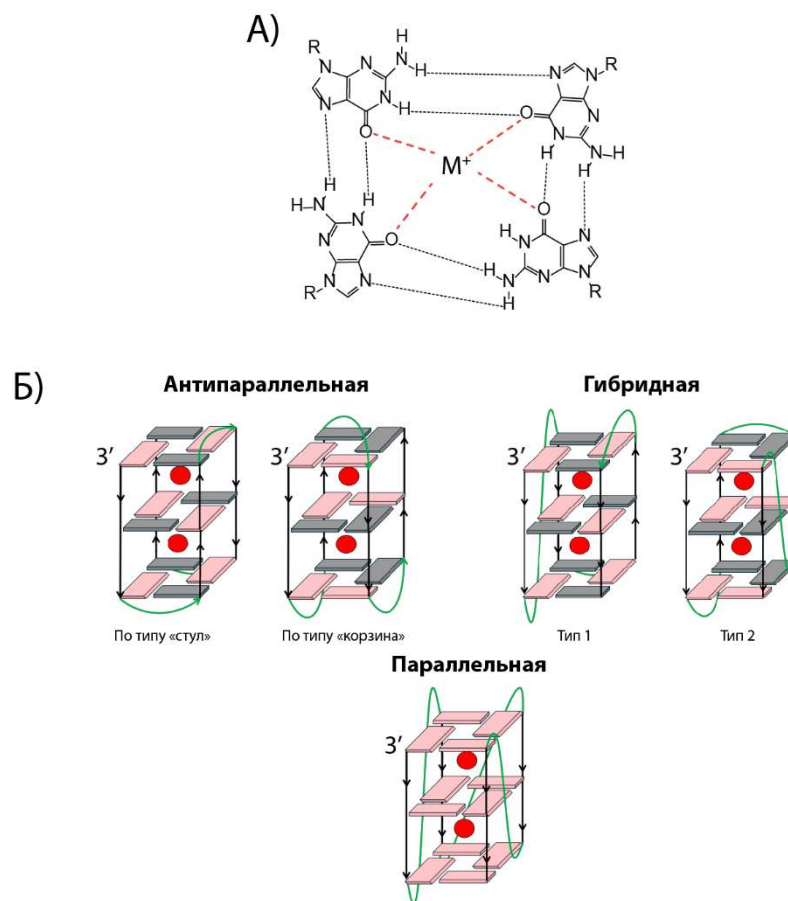 А)
R
N
N
H
N
H
N
N
H
O
N
N
R
O
N
N
H
N
H
M⁺
H
N
H
H
N
N
O
N
R
N
O
N
H
N
H
N
N
H
N
R
Б)
Антипараллельная
Гибридная
3'
3'
3'
3'
По типу «стул»
По типу «корзина»
Тип 1
Тип 2
Параллельная
3'